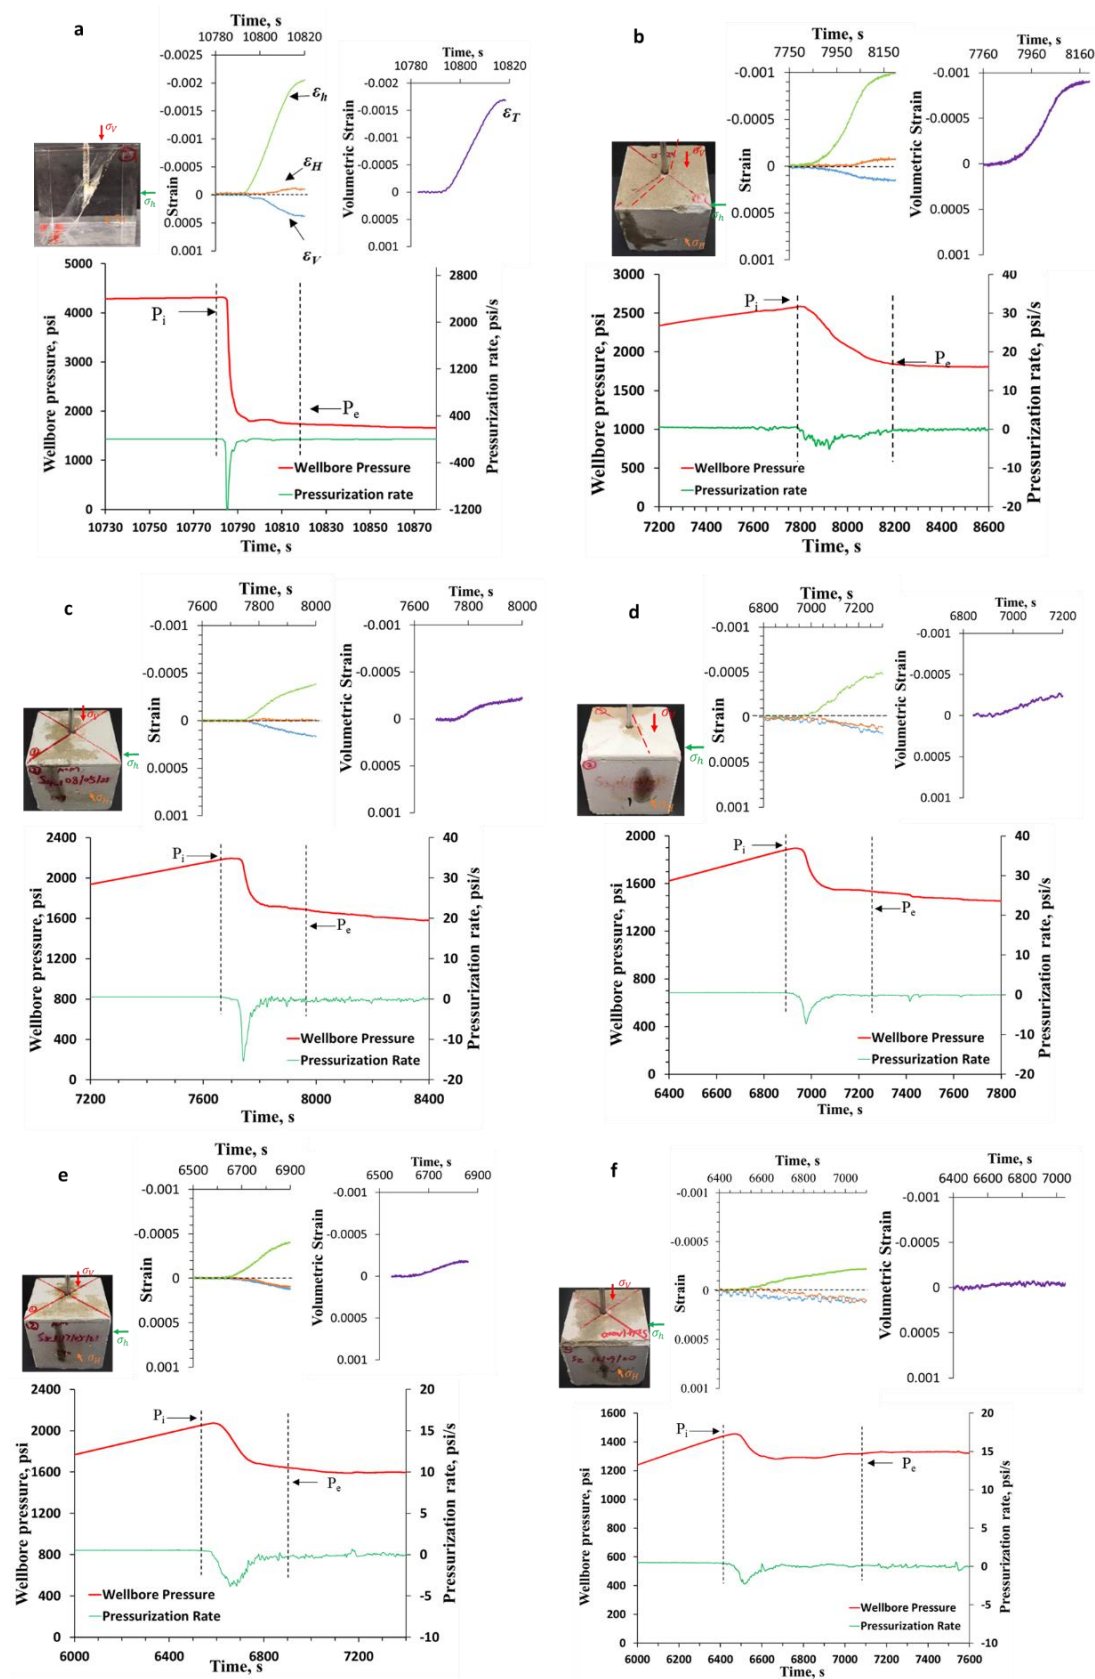 a
Time, s
10780 10800 10820
-0.0025
-0.002
-0.0015
-0.001
-0.0005
0
0.0005
0.001
Strain
εh
εH
εV
Time, s
10780 10800 10820
-0.002
-0.0015
-0.001
-0.0005
0
0.0005
0.001
Volumetric Strain
εT
σV
σh
5000
4000
3000
2000
1000
0
Wellbore pressure, psi
2800
2200
1600
1000
400
-200
-800
-1200
Pressurization rate, psi/s
Pi
Pe
Wellbore Pressure
Pressurization rate
10730 10750 10770 10790 10810 10830 10850 10870
Time, s
b
Time, s
7750 7950 8150
-0.001
-0.0005
0
0.0005
0.001
Strain
Time, s
7760 7960 8160
-0.001
-0.0005
0
0.0005
0.001
Volumetric Strain
σV
σh
σH
3000
2500
2000
1500
1000
500
0
Wellbore pressure, psi
40
30
20
10
0
-10
-20
Pressurization rate, psi/s
Pi
Pe
Wellbore Pressure
Pressurization rate
7200 7400 7600 7800 8000 8200 8400 8600
Time, s
c
Time, s
7600 7800 8000
-0.001
-0.0005
0
0.0005
0.001
Strain
Time, s
7600 7800 8000
-0.001
-0.0005
0
0.0005
0.001
Volumetric Strain
σV
σh
2400
2000
1600
1200
800
400
0
Wellbore pressure, psi
40
30
20
10
0
-10
-20
Pressurization rate, psi/s
Pi
Pe
Wellbore Pressure
Pressurization Rate
7200 7600 8000 8400
Time, s
d
Time, s
6800 7000 7200
-0.001
-0.0005
0
0.0005
0.001
Strain
Time, s
6800 7000 7200
-0.001
-0.0005
0
0.0005
0.001
Volumetric Strain
σV
σh
2000
1600
1200
800
400
0
Wellbore pressure, psi
40
30
20
10
0
-10
-20
Pressurization rate, psi/s
Pi
Pe
Wellbore Pressure
Pressurization Rate
6400 6600 6800 7000 7200 7400 7600 7800
Time, s
e
Time, s
6500 6700 6900
-0.001
-0.0005
0
0.0005
0.001
Strain
Time, s
6500 6700 6900
-0.001
-0.0005
0
0.0005
0.001
Volumetric Strain
σV
σh
σH
2400
2000
1600
1200
800
400
0
Wellbore pressure, psi
20
15
10
5
0
-5
-10
Pressurization rate, psi/s
Pi
Pe
Wellbore Pressure
Pressurization Rate
6000 6400 6800 7200
Time, s
f
Time, s
6400 6600 6800 7000
-0.001
-0.0005
0
0.0005
0.001
Strain
Time, s
6400 6600 6800 7000
-0.001
-0.0005
0
0.0005
0.001
Volumetric Strain
σV
σh
σH
1600
1400
1200
1000
800
600
400
200
0
Wellbore pressure, psi
20
15
10
5
0
-5
-10
Pressurization rate, psi/s
Pi
Pe
Wellbore Pressure
Pressurization Rate
6000 6200 6400 6600 6800 7000 7200 7400 7600
Time, s